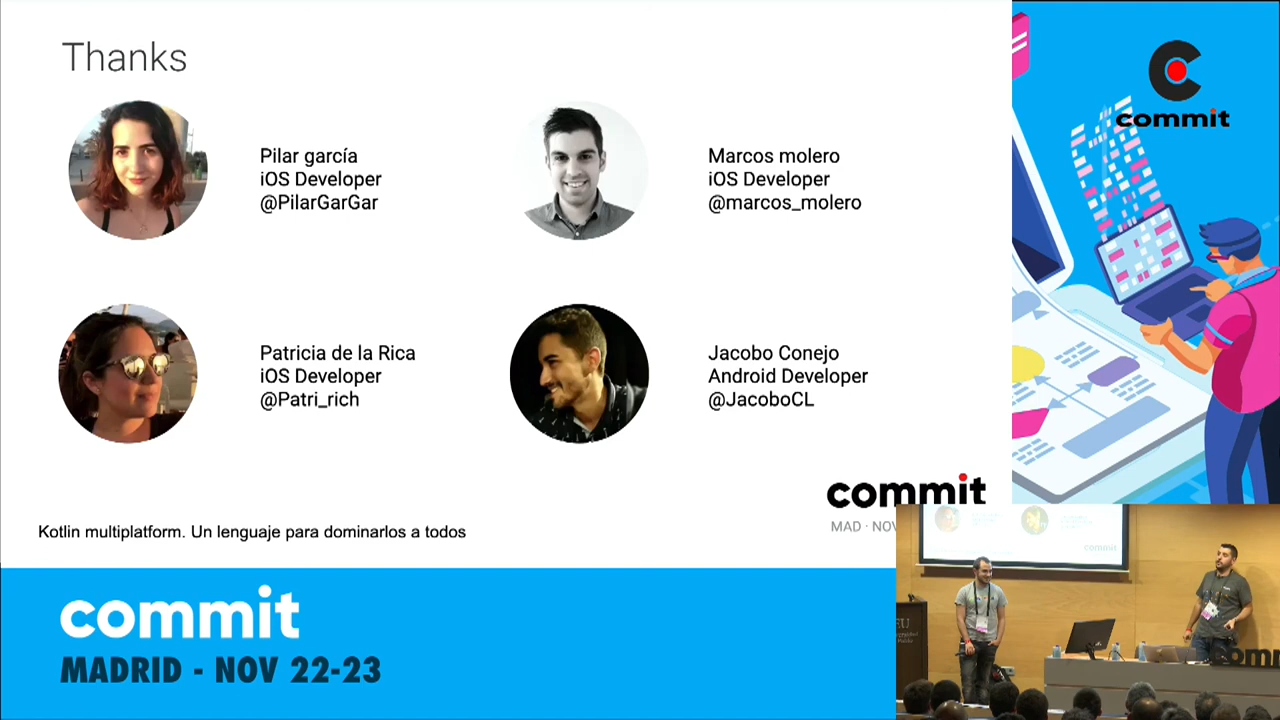 Thanks
Pilar garcía
iOS Developer
@PilarGarGar
Marcos molero
iOS Developer
@marcos_molero
Patricia de la Rica
iOS Developer
@Patri_rich
Jacobo Conejo
Android Developer
@JacoboCL
commit
MAD · NOV
Kotlin multiplatform. Un lenguaje para dominarlos a todos
commit
MADRID - NOV 22-23
commit
commit